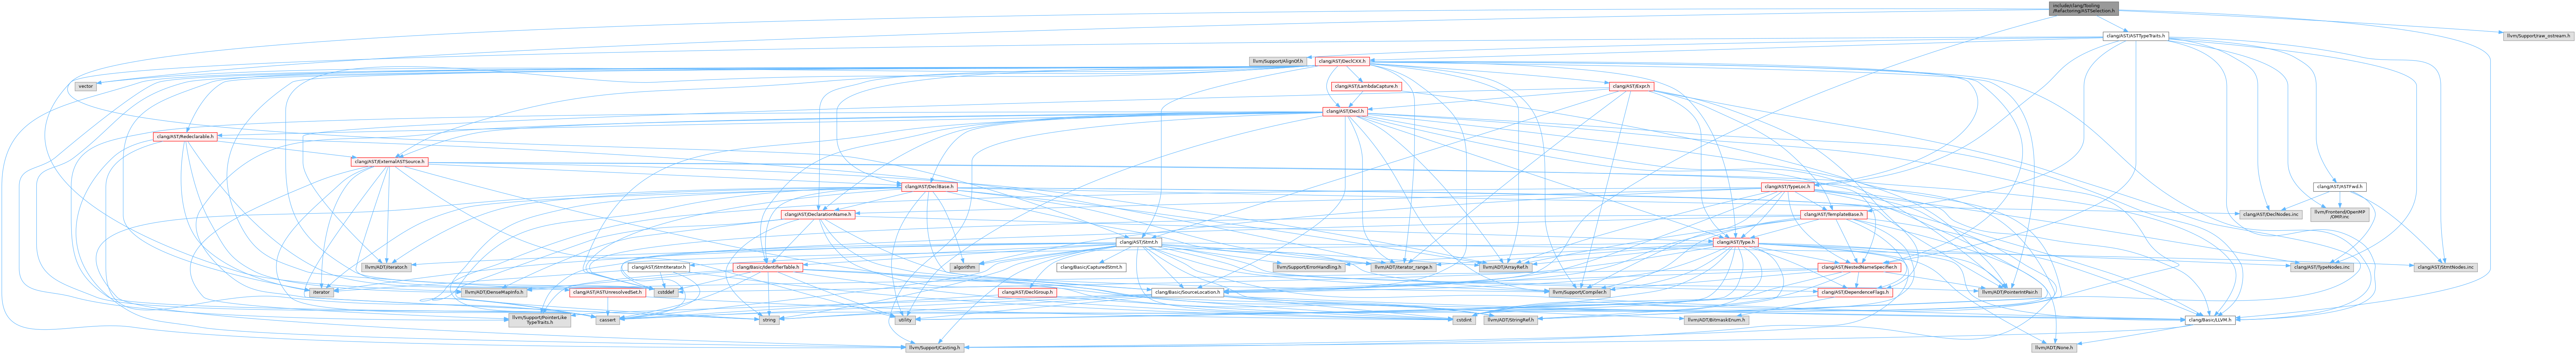 include/clang/Tooling
/Refactoring/ASTSelection.h
clang/AST/ASTTypeTraits.h
llvm/Support/raw_ostream.h
llvm/Support/AlignOf.h
clang/AST/DeclCXX.h
vector
clang/AST/LambdaCapture.h
clang/AST/Expr.h
clang/AST/Decl.h
clang/AST/Redeclarable.h
clang/AST/ExternalASTSource.h
clang/AST/DeclBase.h
clang/AST/TypeLoc.h
clang/AST/ASTFwd.h
clang/AST/DeclarationName.h
clang/AST/TemplateBase.h
clang/AST/DeclNodes.inc
llvm/Frontend/OpenMP
/OMP.inc
clang/AST/Stmt.h
clang/AST/Type.h
llvm/ADT/iterator.h
clang/AST/StmtIterator.h
clang/Basic/IdentifierTable.h
algorithm
clang/Basic/CapturedStmt.h
llvm/Support/ErrorHandling.h
llvm/ADT/iterator_range.h
llvm/ADT/ArrayRef.h
clang/AST/NestedNameSpecifier.h
clang/AST/TypeNodes.inc
clang/AST/StmtNodes.inc
iterator
llvm/ADT/DenseMapInfo.h
clang/AST/ASTUnresolvedSet.h
cstddef
clang/AST/DeclGroup.h
clang/Basic/SourceLocation.h
llvm/Support/Compiler.h
clang/AST/DependenceFlags.h
llvm/ADT/PointerIntPair.h
llvm/Support/PointerLike
TypeTraits.h
cassert
string
utility
cstdint
llvm/ADT/StringRef.h
llvm/ADT/BitmaskEnum.h
clang/Basic/LLVM.h
llvm/Support/Casting.h
llvm/ADT/None.h